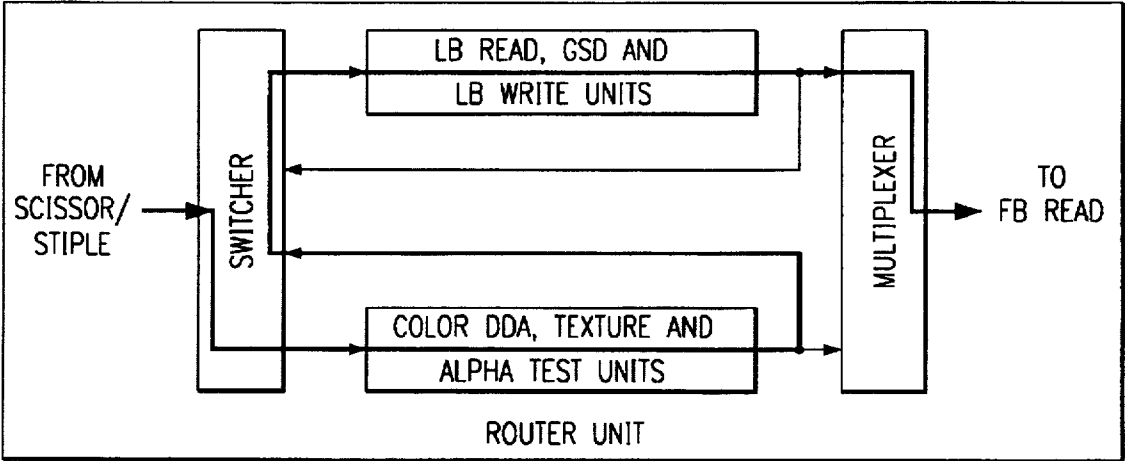 LB READ, GSD AND
LB WRITE UNITS
FROM
SCISSOR/
STIPLE
SWITCHER
MULTIPLEXER
TO
FB READ
COLOR DDA, TEXTURE AND
ALPHA TEST UNITS
ROUTER UNIT